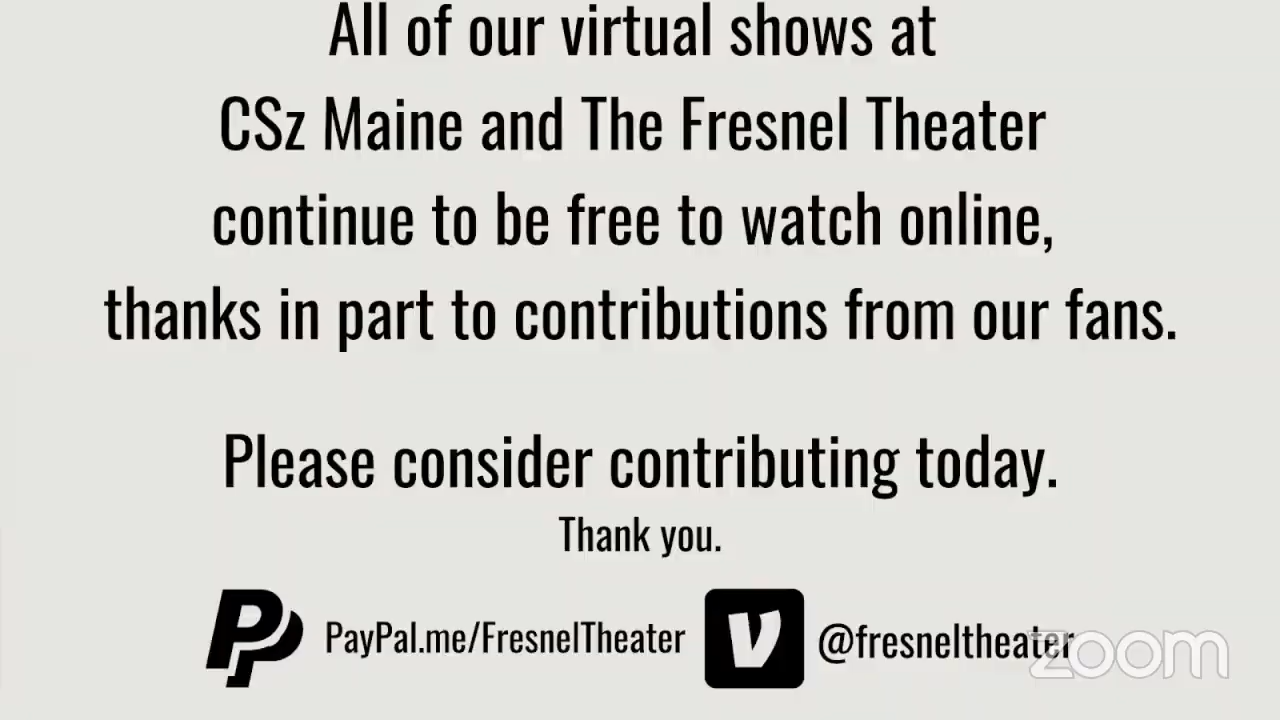 All of our virtual shows at
CSz Maine and The Fresnel Theater
continue to be free to watch online,
thanks in part to contributions from our fans.
Please consider contributing today.
Thank you.
PayPal.me/FresnelTheater @fresneltheater
zoom